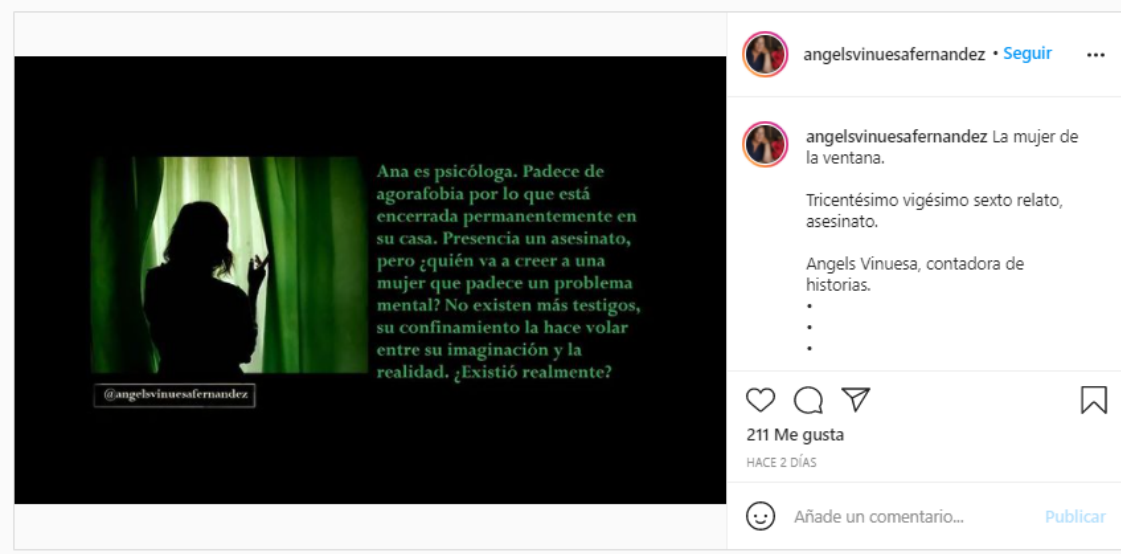 Ana es psicóloga. Padece de
agorafobia por lo que está
encerrada permanentemente en
su casa. Presencia un asesinato,
pero ¿quién va a creer a una
mujer que padece un problema
mental? No existen más testigos,
su confinamiento la hace volar
entre su imaginación y la
realidad. ¿Existió realmente?
@angelsvinuesafernandez
angelsvinuesafernandez • Seguir
angelsvinuesafernandez La mujer de
la ventana.
Tricentésimo vigésimo sexto relato,
asesinato.
Angels Vinuesa, contadora de
historias.
•
•
•
211 Me gusta
HACE 2 DÍAS
Añade un comentario... Publicar